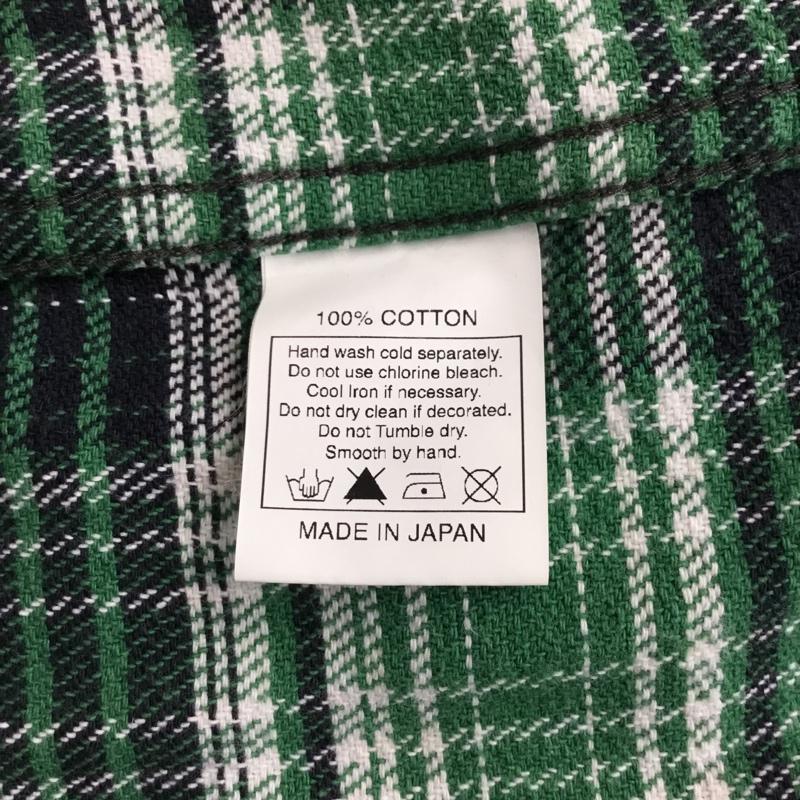 100% COTTON
Hand wash cold separately.
Do not use chlorine bleach.
Cool Iron if necessary.
Do not dry clean if decorated.
Do not Tumble dry.
Smooth by hand.
MADE IN JAPAN